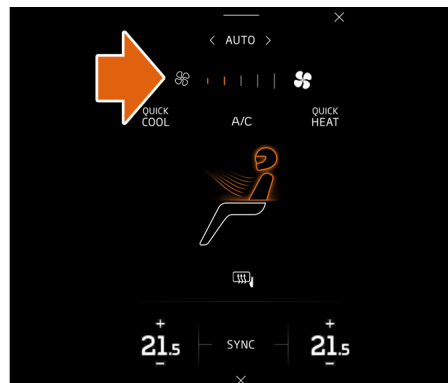 < AUTO >
QUICK COOL
A/C
QUICK HEAT
+ +
21.5 SYNC 21.5
- -